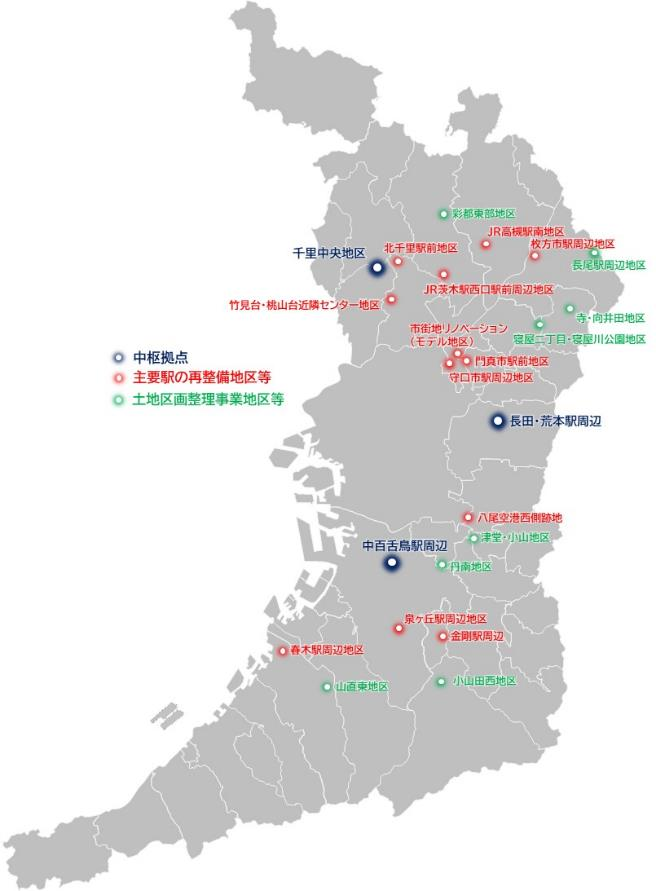 彩都東部地区
JR高槻駅南地区
北千里駅前地区
枚方市駅周辺地区
千里中央地区
長尾駅周辺地区
JR茨木駅西口駅前周辺地区
竹見台・桃山台近隣センター地区
寺・向井田地区
市街地リノベーション
(モデル地区)
寝屋二丁目・寝屋川公園地区
中枢拠点
門真市駅前地区
主要駅の再整備地区等
守口市駅周辺地区
土地区画整理事業地区等
長田・荒本駅周辺
八尾空港西側跡地
津堂・小山地区
中百舌鳥駅周辺
丹南地区
泉ヶ丘駅周辺地区
金剛駅周辺
春木駅周辺地区
小山田西地区
山直東地区